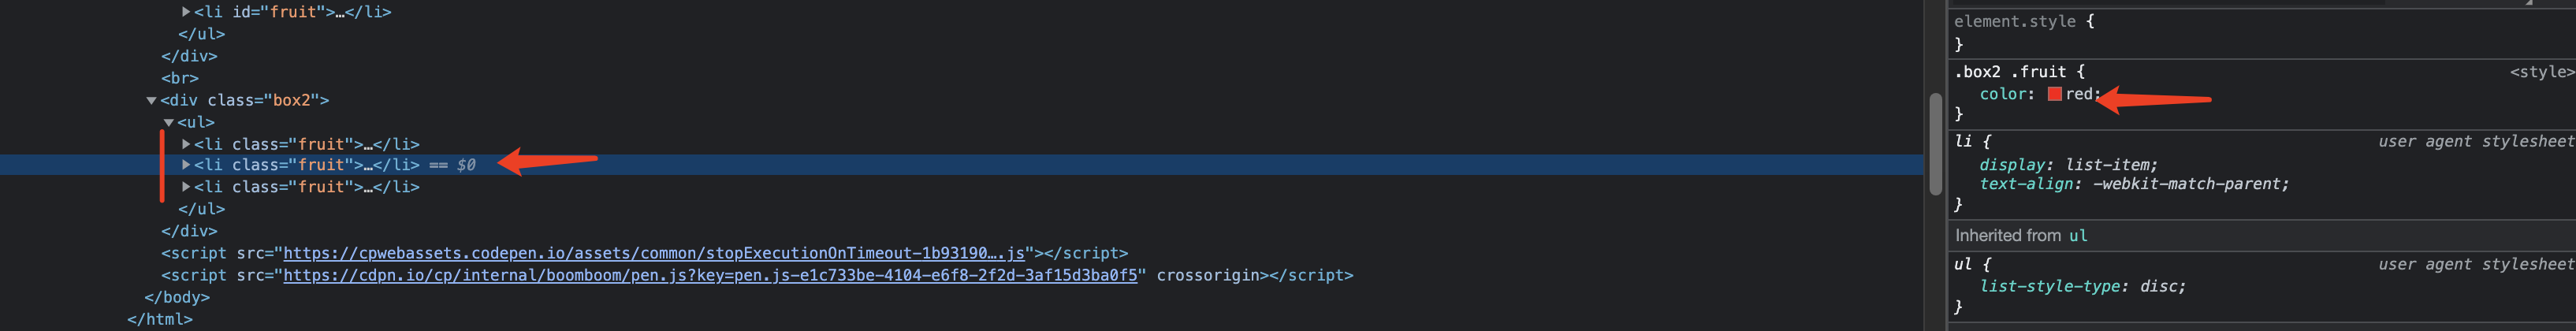 ▶<li id="fruit">…</li>
</ul>
</div>
<br>
▼<div class="box2">
▼<ul>
▶<li class="fruit">…</li>
▶<li class="fruit">…</li> == $0
▶<li class="fruit">…</li>
</ul>
</div>
<script src="https://cpwebassets.codepen.io/assets/common/stopExecutionOnTimeout-1b93190….js"></script>
<script src="https://cdpn.io/cp/internal/boomboom/pen.js?key=pen.js-e1c733be-4104-e6f8-2f2d-3af15d3ba0f5" crossorigin></script>
</body>
</html>
element.style {
}
.box2 .fruit { <style>
color: red;
}
li { user agent stylesheet
display: list-item;
text-align: -webkit-match-parent;
}
Inherited from ul
ul { user agent stylesheet
list-style-type: disc;
}